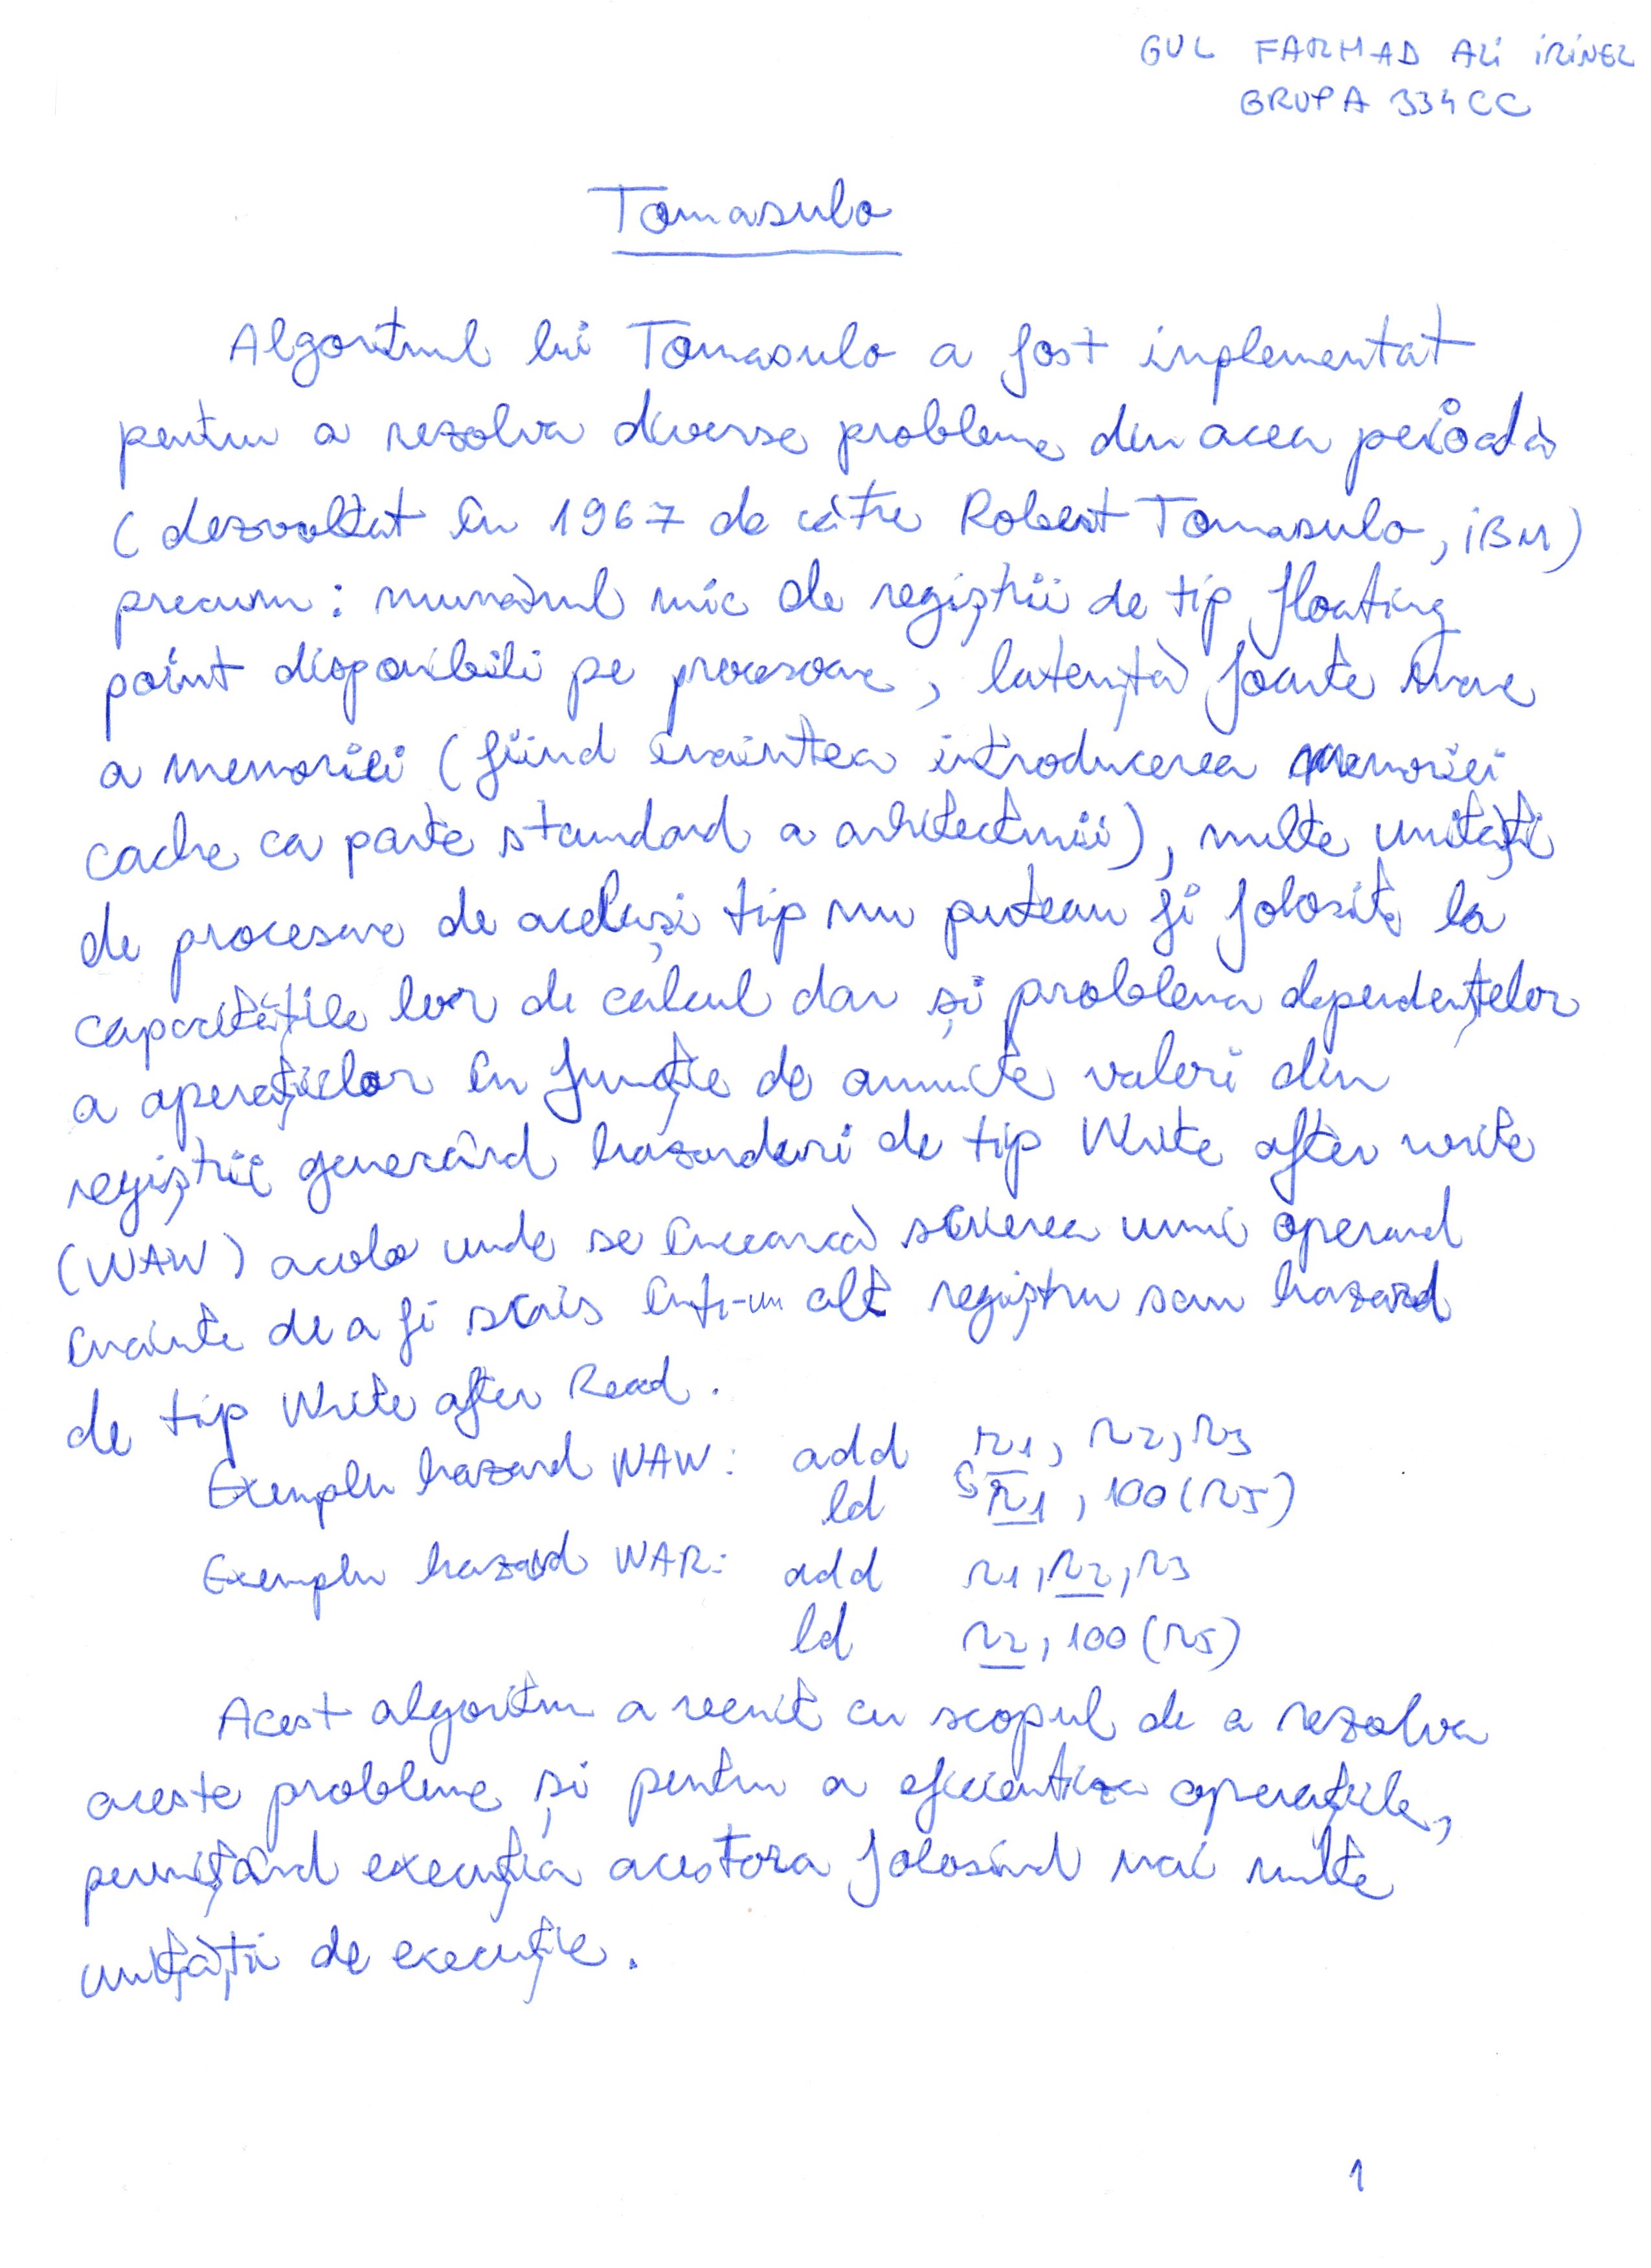 GUL FARHAD ALi iRiNEL
GRUPA 334CC
Tomasulo
Algoritmul lui Tomasulo a fost implementat
pentru a rezolva diverse probleme din acea perioadă
(dezvoltat în 1967 de către Robert Tomasulo, iBM)
precum: numărul mic de regiștrii de tip floating
point disponibili pe procesoare, latență foarte mare
a memoriei (fiind înaintea introducerea memoriei
cache ca parte standard a arhitecturii), multe unități
de procesare de același tip nu puteau fi folosite la
capacitățile lor de calcul dar și problema dependențelor
a operațiilor în funcție de anumite valori din
regiștrii generând hazarduri de tip Write after write
(WAW) acolo unde se încearcă scrierea unui operand
înainte de a fi scris într-un alt registru sau hazard
de tip Write after Read.
Exemplu hazard WAW: add r1, r2, r3
ld r1, 100(r5)
Exemplu hazard WAR: add r1, r2, r3
ld r2, 100(r5)
Acest algoritm a venit cu scopul de a rezolva
aceste probleme și pentru a eficientiza operațiile,
permițând execuția acestora folosind mai multe
unități de execuție.
1